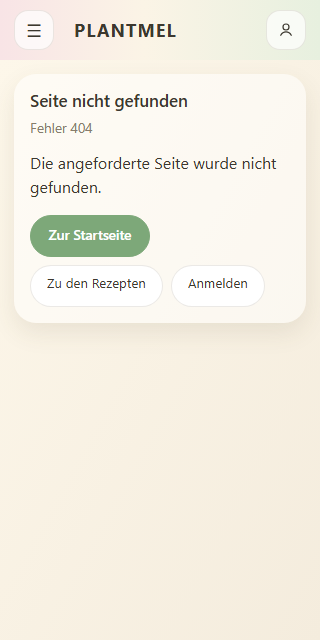 PLANTMEL
Seite nicht gefunden
Fehler 404
Die angeforderte Seite wurde nicht
gefunden.
Zur Startseite
Zu den Rezepten
Anmelden